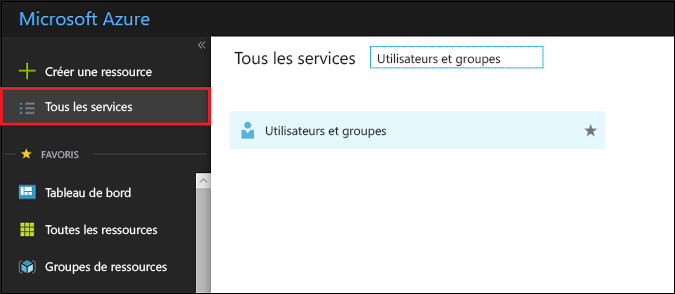 Microsoft Azure
«
Créer une ressource
Tous les services
FAVORIS
Tableau de bord
Toutes les ressources
Groupes de ressources
Tous les services
Utilisateurs et groupes
Utilisateurs et groupes